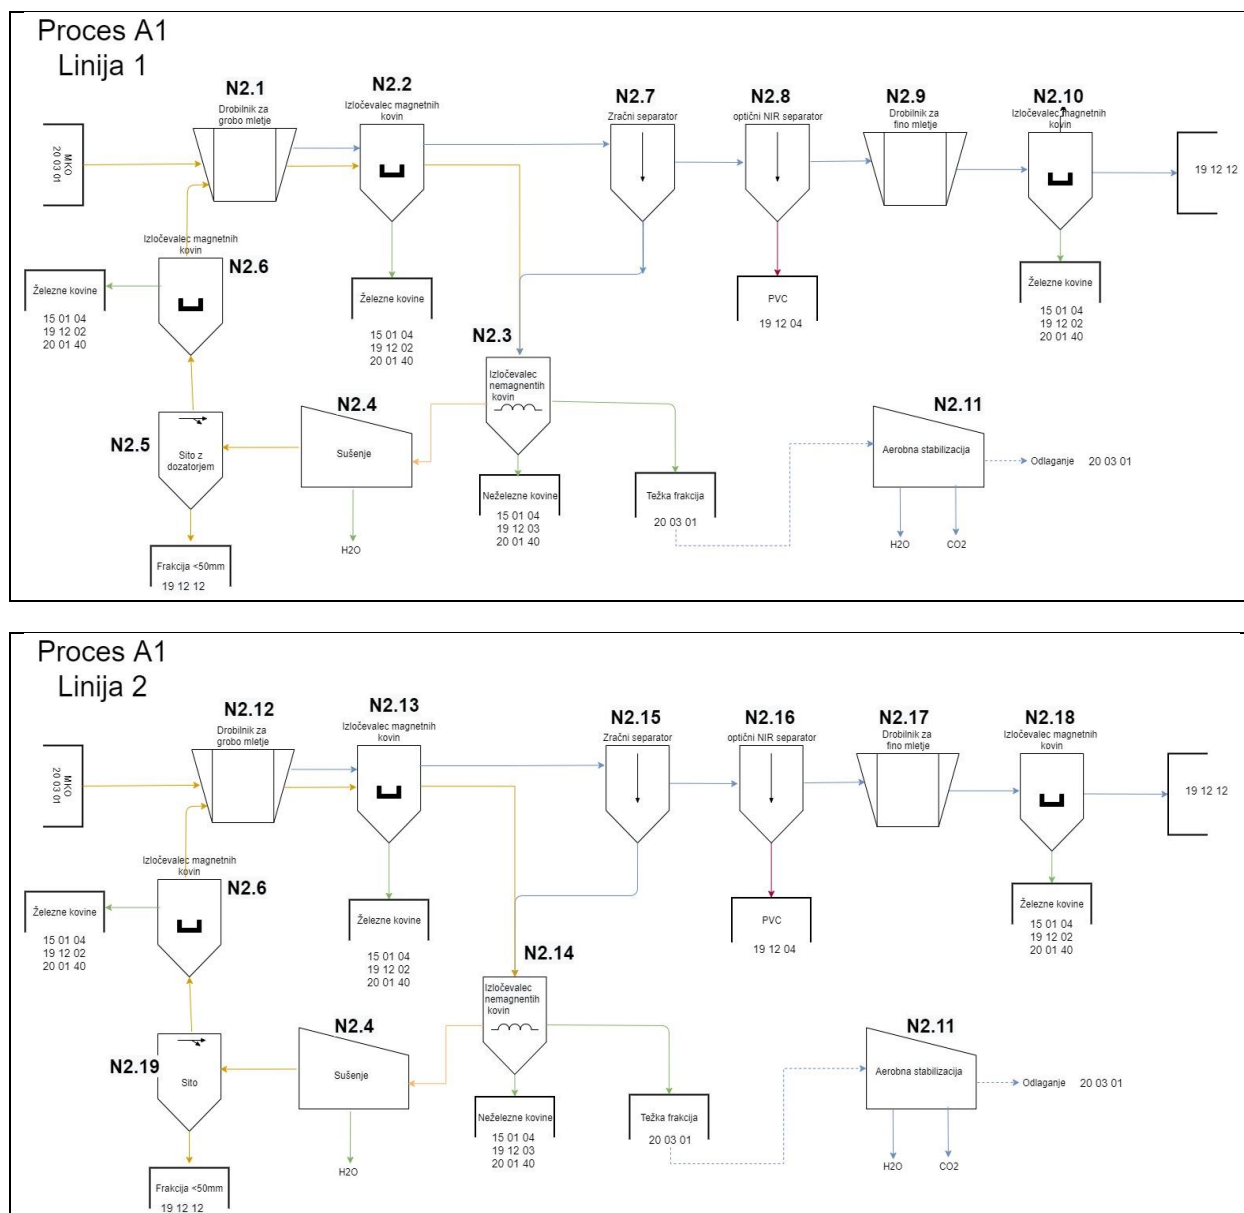 Proces A1
Linija 1
N2.1
Drobilnik za
grobo mletje
N2.2
Izločevalec magnetnih
kovin
N2.7
Zračni separator
N2.8
optični NIR separator
N2.9
Drobilnik za
fino mletje
N2.10
Izločevalec magnetnih
kovin
MKO
20 03 01
19 12 12
Izločevalec magnetnih
kovin
N2.6
Železne kovine
15 01 04
19 12 02
20 01 40
Železne kovine
15 01 04
19 12 02
20 01 40
PVC
19 12 04
Železne kovine
15 01 04
19 12 02
20 01 40
N2.3
Izločevalec
nemagnentih
kovin
N2.4
Sušenje
H2O
N2.5
Sito z
dozatorjem
Frakcija <50mm
19 12 12
Neželezne kovine
15 01 04
19 12 03
20 01 40
Težka frakcija
20 03 01
N2.11
Aerobna stabilizacija
Odlaganje 20 03 01
H2O
CO2
Proces A1
Linija 2
N2.12
Drobilnik za
grobo mletje
N2.13
Izločevalec magnetnih
kovin
N2.15
Zračni separator
N2.16
optični NIR separator
N2.17
Drobilnik za
fino mletje
N2.18
Izločevalec magnetnih
kovin
MKO
20 03 01
19 12 12
Izločevalec magnetnih
kovin
N2.6
Železne kovine
15 01 04
19 12 02
20 01 40
Železne kovine
15 01 04
19 12 02
20 01 40
PVC
19 12 04
Železne kovine
15 01 04
19 12 02
20 01 40
N2.14
Izločevalec
nemagnentih
kovin
N2.4
Sušenje
H2O
N2.19
Sito
Frakcija <50mm
19 12 12
Neželezne kovine
15 01 04
19 12 03
20 01 40
Težka frakcija
20 03 01
N2.11
Aerobna stabilizacija
Odlaganje 20 03 01
H2O
CO2